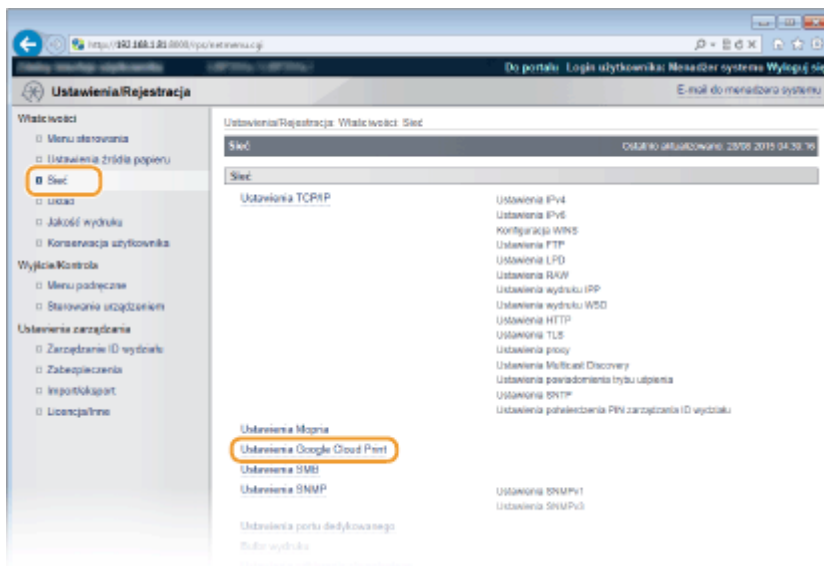 http://192.168.1.81:8000/rps/netmenu.cgi
Do portalu Login użytkownika: Menadżer systemu Wyloguj się
Ustawienia/Rejestracja
E-mail do menadżera systemu
Właściwości
Menu sterowania
Ustawienia źródła papieru
Sieć
Układ
Jakość wydruku
Konserwacja użytkownika
Wyjście/Kontrola
Menu podręczne
Sterowanie urządzeniem
Ustawienia zarządzania
Zarządzanie ID wydziału
Zabezpieczenia
Import/eksport
Licencja/Inne
Ustawienia/Rejestracja: Właściwości: Sieć
Sieć
Ostatnio aktualizowano: 28/08 2015 04:39:16
Sieć
Ustawienia TCP/IP
Ustawienia IPv4
Ustawienia IPv6
Konfiguracja WINS
Ustawienia FTP
Ustawienia LPD
Ustawienia RAW
Ustawienia wydruku IPP
Ustawienia wydruku WSD
Ustawienia HTTP
Ustawienia TLS
Ustawienia proxy
Ustawienia Multicast Discovery
Ustawienia powiadomienia trybu uśpienia
Ustawienia SNTP
Ustawienia potwierdzenia PIN zarządzania ID wydziału
Ustawienia Mopria
Ustawienia Google Cloud Print
Ustawienia SMB
Ustawienia SNMP
Ustawienia SNMPv1
Ustawienia SNMPv3
Ustawienia portu dedykowanego
Bufor wydruku